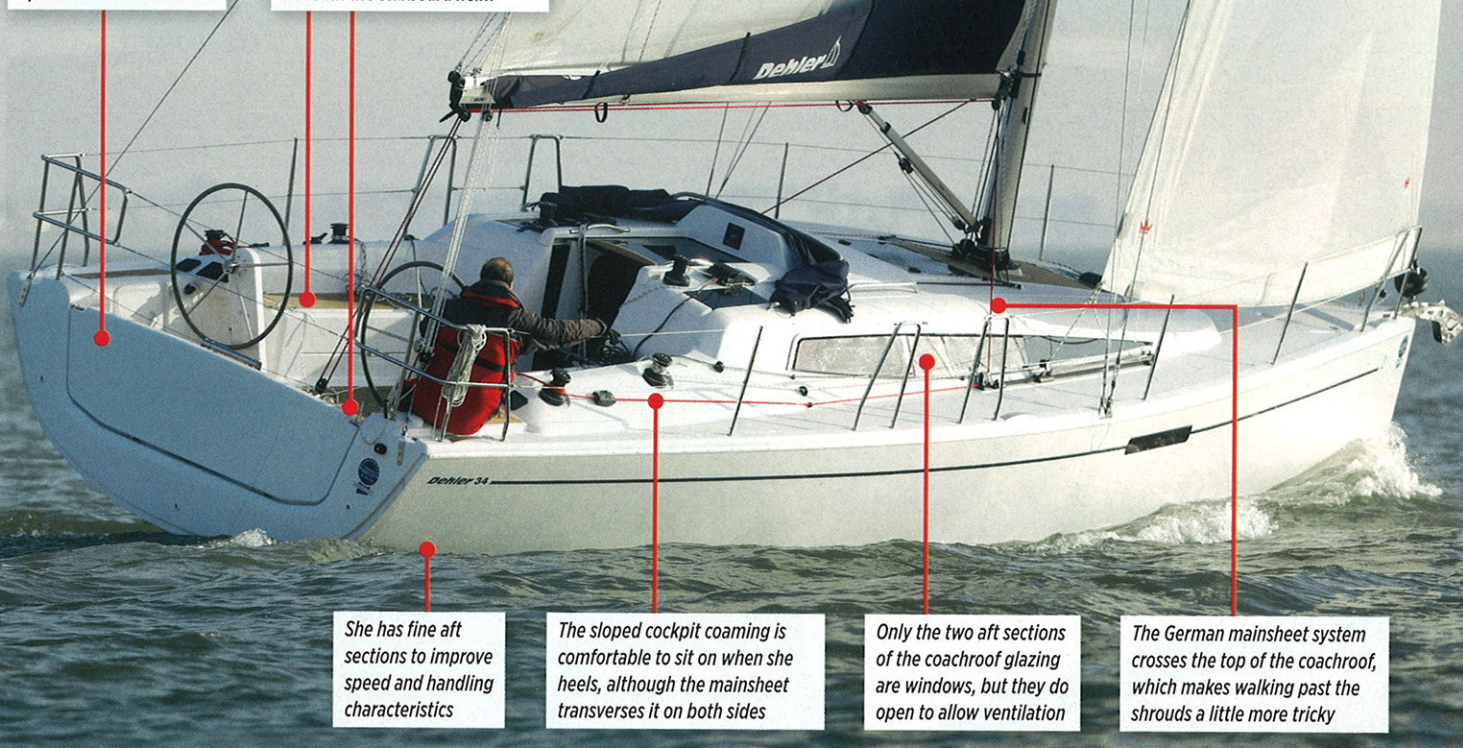 Dehler
Dehler 34
She has fine aft
sections to improve
speed and handling
characteristics
The sloped cockpit coaming is
comfortable to sit on when she
heels, although the mainsheet
transverses it on both sides
Only the two aft sections
of the coachroof glazing
are windows, but they do
open to allow ventilation
The German mainsheet system
crosses the top of the coachroof,
which makes walking past the
shrouds a little more tricky